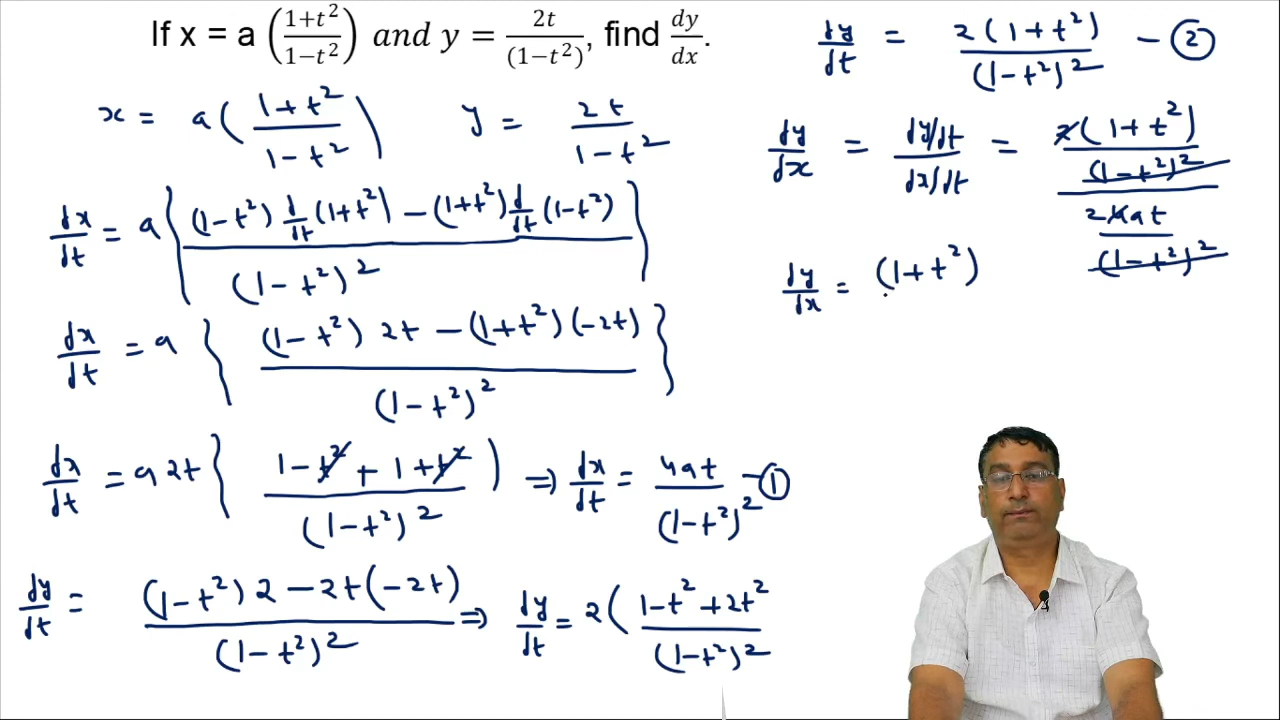 If x = a ((1+t²)/(1−t²)) and y = 2t/(1−t²), find dy/dx.
x = a((1+t²)/(1-t²)) y = 2t/(1-t²)
dx/dt = a{((1-t²) d/dt (1+t²) - (1+t²) d/dt (1-t²))/(1-t²)²}
dx/dt = a{((1-t²) 2t - (1+t²)(-2t))/(1-t²)²}
dx/dt = a 2t{(1-t² + 1+t²)/(1-t²)²) ⇒ dx/dt = 4at/(1-t²)² - ①
dy/dt = ((1-t²) 2 - 2t(-2t))/(1-t²)² ⇒ dy/dt = 2((1-t²+2t²)/(1-t²)²
dy/dt = 2(1+t²)/(1-t²)² - ②
dy/dx = (dy/dt)/(dx/dt) = (2(1+t²)/(1-t²)²)/(2 4at/(1-t²)²)
dy/dx = (1+t²)